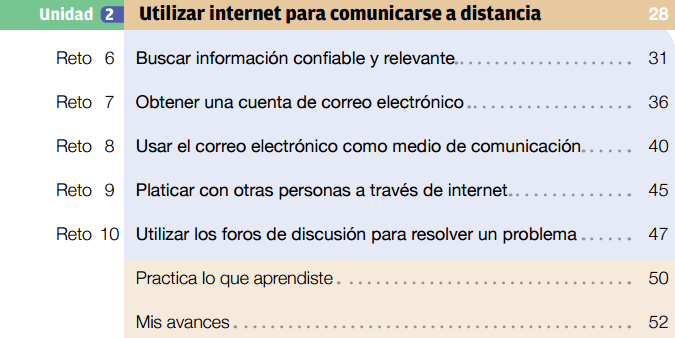 Unidad 2 Utilizar internet para comunicarse a distancia 28
Reto 6 Buscar información confiable y relevante........................ 31
Reto 7 Obtener una cuenta de correo electrónico...................... 36
Reto 8 Usar el correo electrónico como medio de comunicación...... 40
Reto 9 Platicar con otras personas a través de internet................ 45
Reto 10 Utilizar los foros de discusión para resolver un problema ...... 47
Practica lo que aprendiste................................ 50
Mis avances........................................... 52